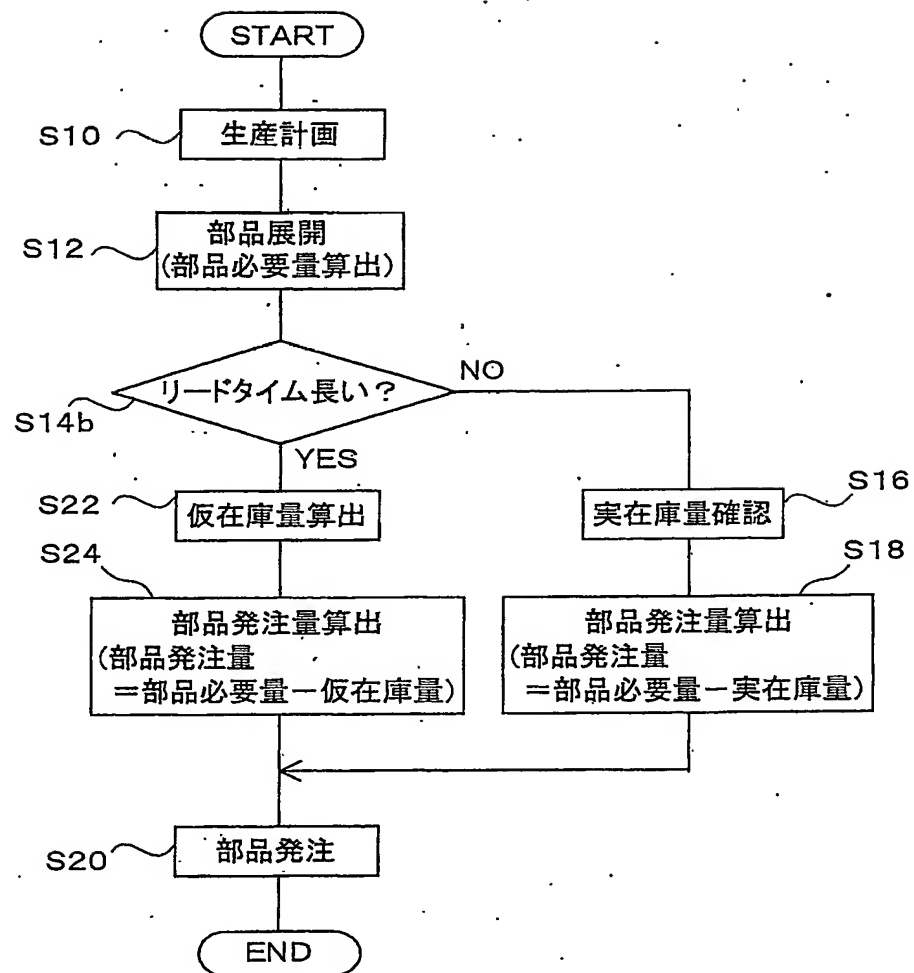 START
S10
生産計画
S12
部品展開
(部品必要量算出)
リードタイム長い?
NO
S14b
YES
S22
仮在庫量算出
S16
実在庫量確認
S24
部品発注量算出
(部品発注量
=部品必要量-仮在庫量)
S18
部品発注量算出
(部品発注量
=部品必要量-実在庫量)
S20
部品発注
END